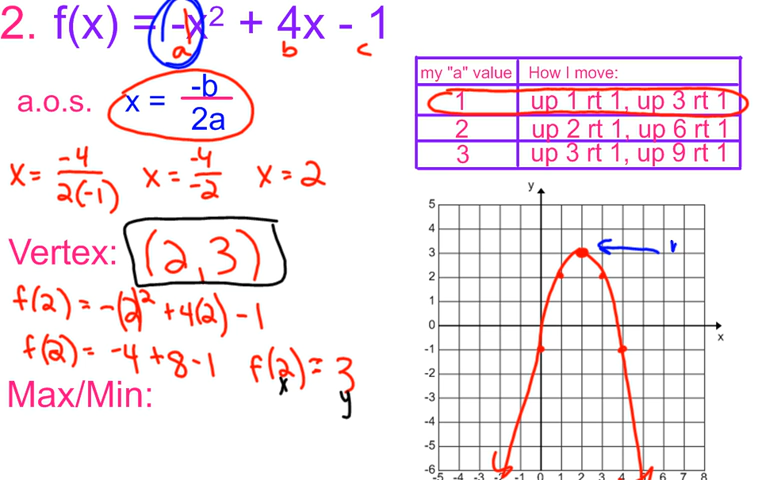 2. f(x) = -x² + 4x - 1
a b c
a.o.s. x = -b/2a
x = -4/2(-1) x = -4/-2 x = 2
Vertex: (2,3)
f(2) = -(2)² + 4(2) - 1
f(2) = -4 + 8 - 1 f(2) = 3
x y
Max/Min:
my "a" value How I move:
1 up 1 rt 1, up 3 rt 1
2 up 2 rt 1, up 6 rt 1
3 up 3 rt 1, up 9 rt 1
y
5
4
3
2
1
0
-1
-2
-3
-4
-5
-6
x
-5 -4 -3 -2 -1 0 1 2 3 4 5 6 7 8